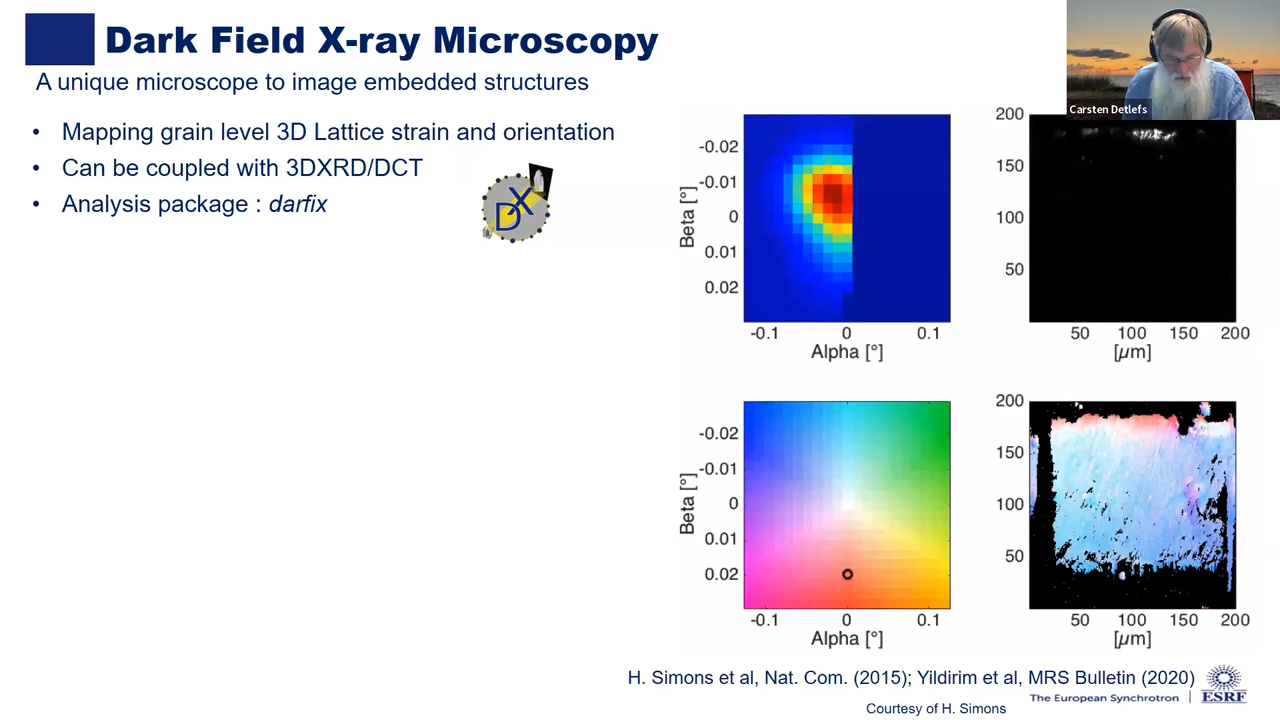 Dark Field X-ray Microscopy
A unique microscope to image embedded structures
• Mapping grain level 3D Lattice strain and orientation
• Can be coupled with 3DXRD/DCT
• Analysis package : darfix
DX
Carsten Detlefs
-0.02
-0.01
0
0.01
0.02
Beta [°]
-0.1 0 0.1
Alpha [°]
200
150
100
50
50 100 150 200
[µm]
-0.02
-0.01
0
0.01
0.02
Beta [°]
-0.1 0 0.1
Alpha [°]
200
150
100
50
50 100 150 200
[µm]
H. Simons et al, Nat. Com. (2015); Yildirim et al, MRS Bulletin (2020)
The European Synchrotron | ESRF
Courtesy of H. Simons